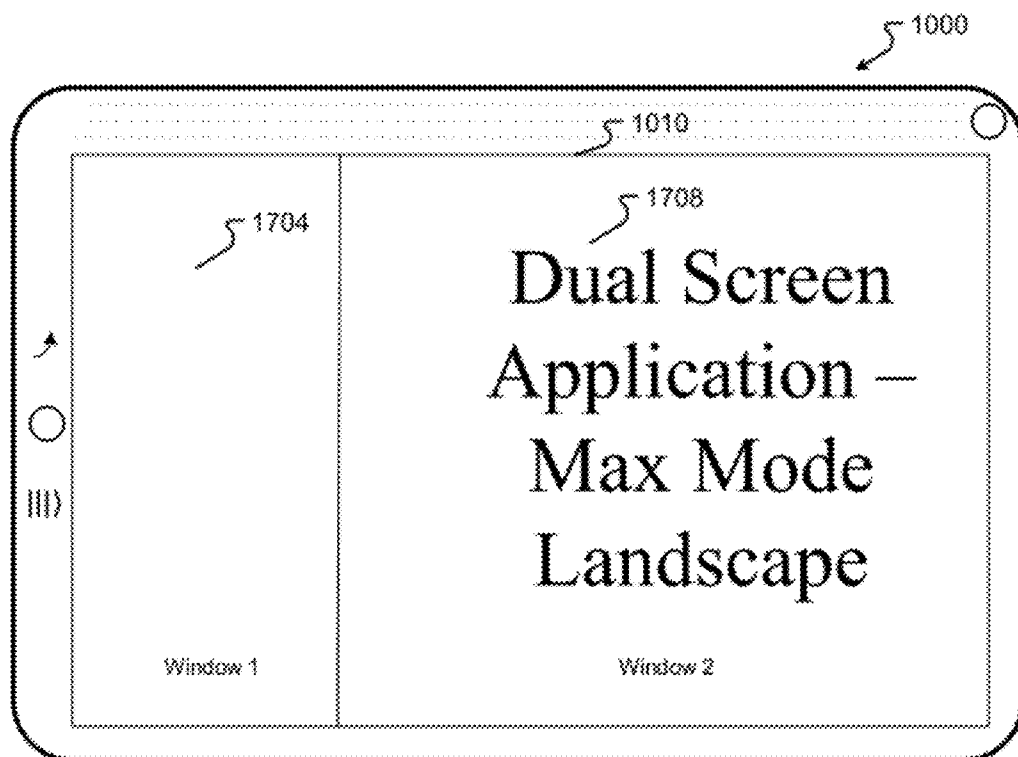 1000
1010
1704
1708
Dual Screen
Application –
Max Mode
Landscape
Window 1
Window 2